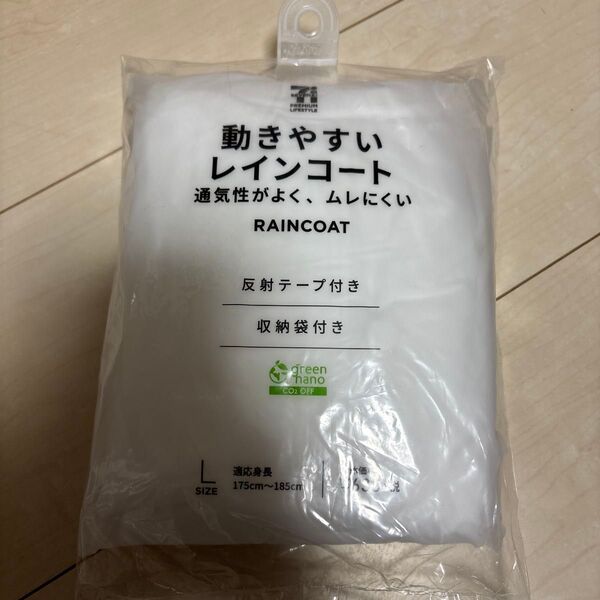 PREMIUM
LIFESTYLE
動きやすい
レインコート
通気性がよく、ムレにくい
RAINCOAT
反射テープ付き
収納袋付き
green
nano
CO₂ OFF
L
SIZE
適応身長
175cm～185cm